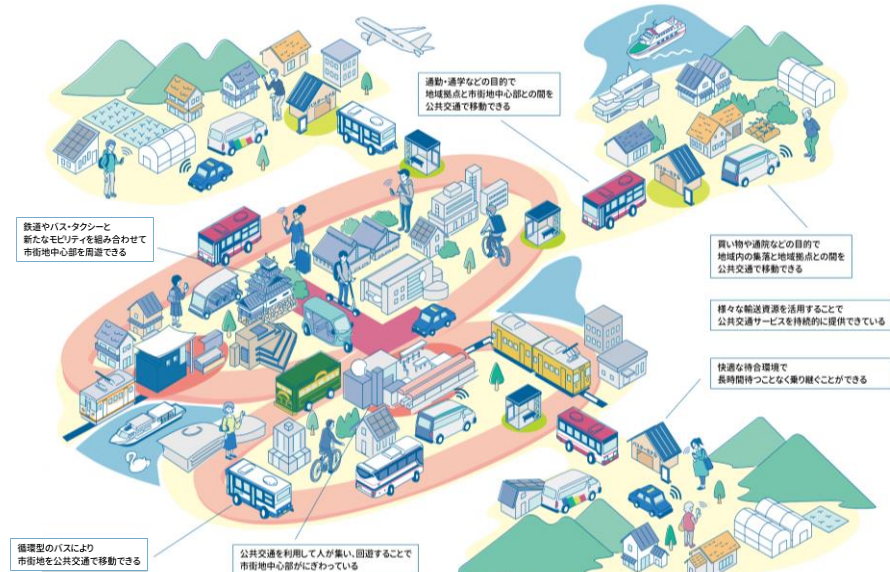 通勤・通学などの目的で
地域拠点と市街地中心部との間を
公共交通で移動できる
鉄道やバス・タクシーと
新たなモビリティを組み合わせて
市街地中心部を周遊できる
買い物や通院などの目的で
地域内の集落と地域拠点との間を
公共交通で移動できる
様々な輸送資源を活用することで
公共交通サービスを持続的に提供できている
快適な待合環境で
長時間待つことなく乗り継ぐことができる
循環型のバスにより
市街地を公共交通で移動できる
公共交通を利用して人が集い、回遊することで
市街地中心部がにぎわっている